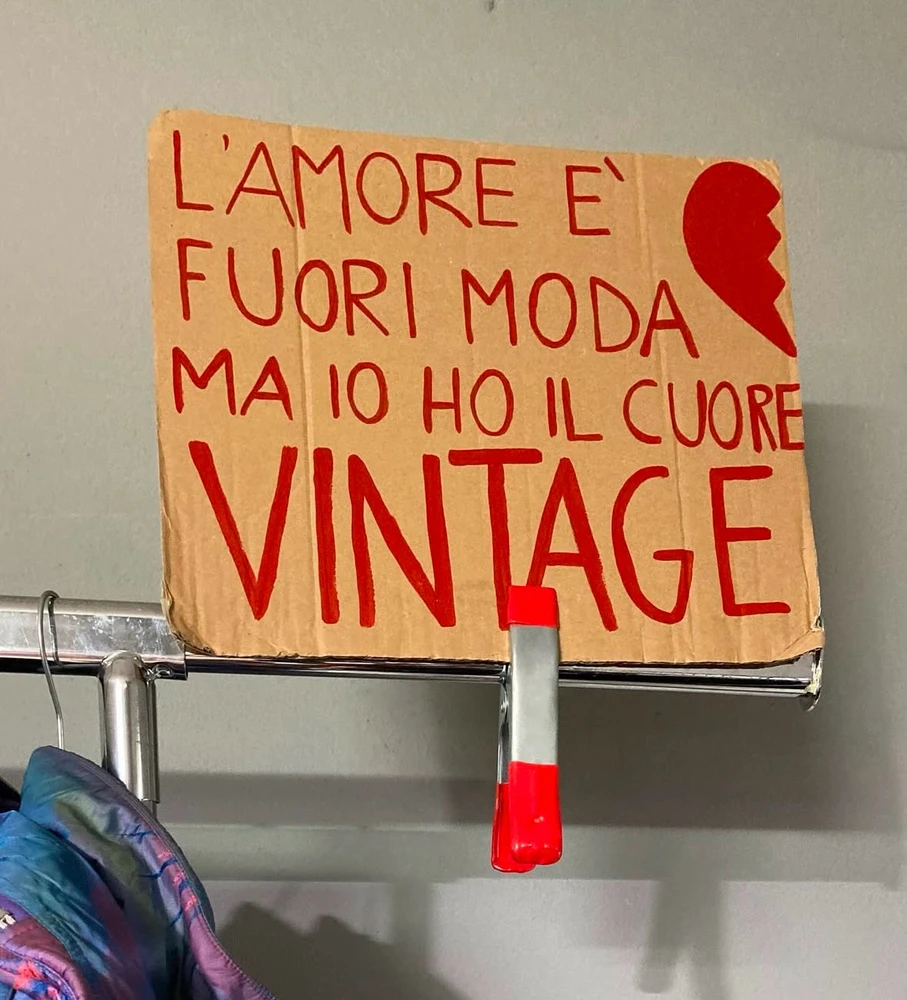 L'AMORE E'
FUORI MODA
MA IO HO IL CUORE
VINTAGE